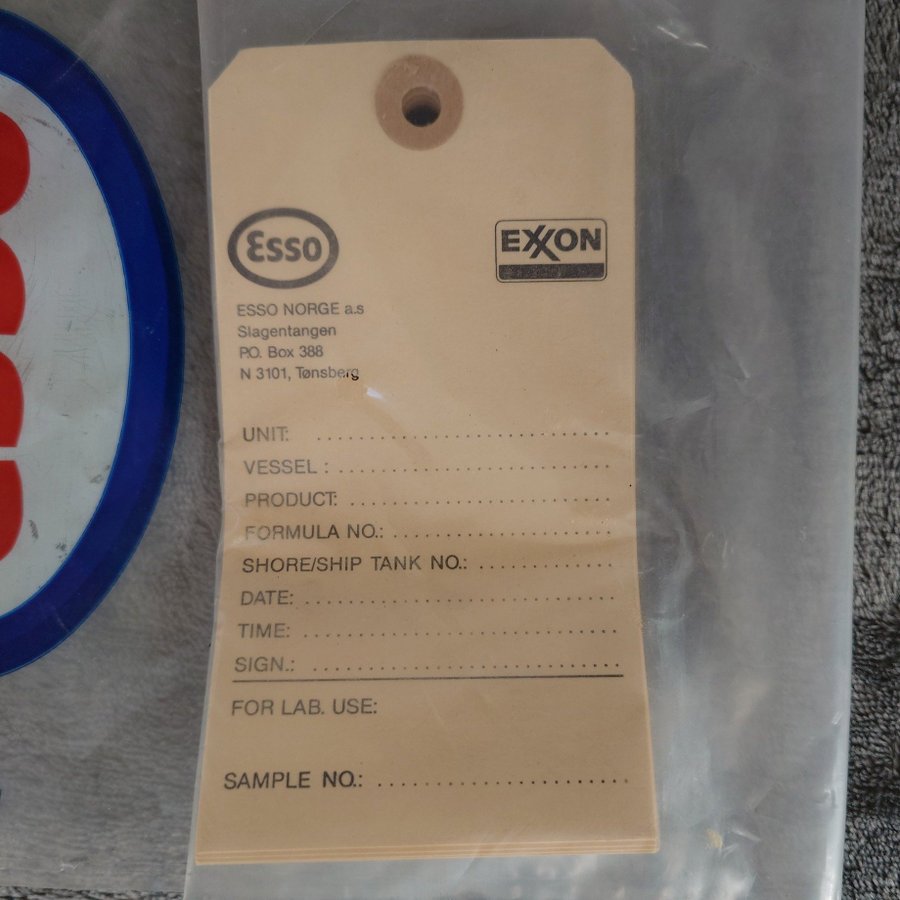 Esso
EXXON
ESSO NORGE a.s
Slagentangen
P.O. Box 388
N 3101, Tønsberg
UNIT: ............................
VESSEL : ..........................
PRODUCT: .........................
FORMULA NO.: .....................
SHORE/SHIP TANK NO.: .............
DATE: ..............................
TIME: ..............................
SIGN.: .............................
FOR LAB. USE:
SAMPLE NO.: ........................